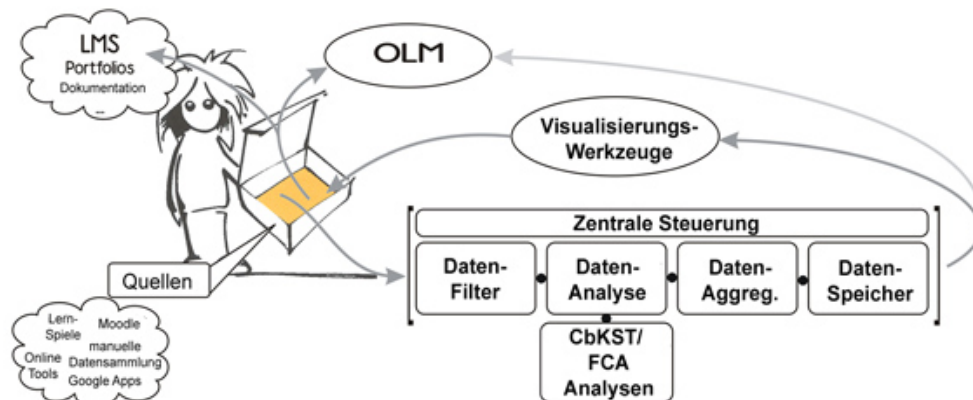 LMS
Portfolios
Dokumentation
...
OLM
Visualisierungs-
Werkzeuge
Zentrale Steuerung
Daten-
Filter
Daten-
Analyse
Daten-
Aggreg.
Daten-
Speicher
CbKST/
FCA
Analysen
Quellen
Lern-
Spiele
Moodle
manuelle
Datensammlung
Online
Tools
Google Apps